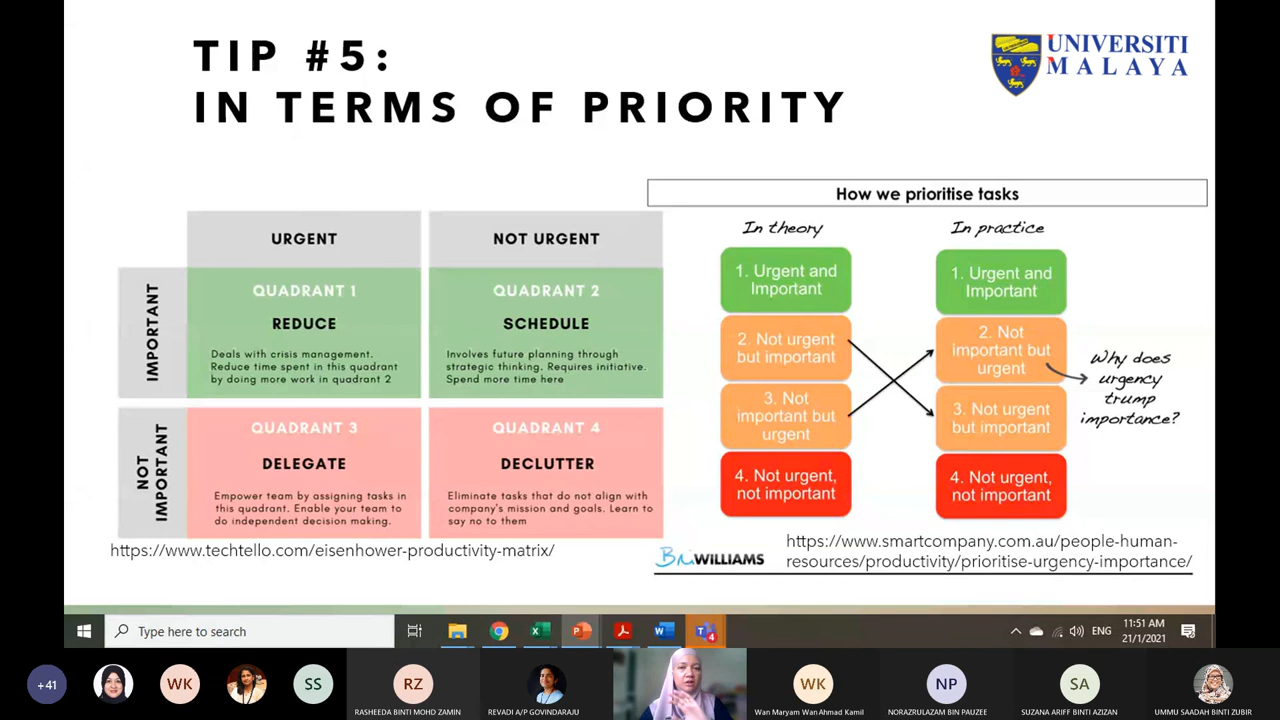 TIP #5:
IN TERMS OF PRIORITY
UNIVERSITI
MALAYA
URGENT
NOT URGENT
IMPORTANT
QUADRANT 1
REDUCE
Deals with crisis management.
Reduce time spent in this quadrant
by doing more work in quadrant 2
QUADRANT 2
SCHEDULE
Involves future planning through
strategic thinking. Requires initiative.
Spend more time here
NOT
IMPORTANT
QUADRANT 3
DELEGATE
Empower team by assigning tasks in
this quadrant. Enable your team to
do independent decision making.
QUADRANT 4
DECLUTTER
Eliminate tasks that do not align with
company's mission and goals. Learn to
say no to them
https://www.techtello.com/eisenhower-productivity-matrix/
How we prioritise tasks
In theory
1. Urgent and
Important
2. Not urgent
but important
3. Not
important but
urgent
4. Not urgent,
not important
In practice
1. Urgent and
Important
2. Not
important but
urgent
3. Not urgent
but important
4. Not urgent,
not important
Why does
urgency
trump
importance?
BriWILLIAMS
https://www.smartcompany.com.au/people-human-
resources/productivity/prioritise-urgency-importance/
Type here to search
4
ENG
11:51 AM
21/1/2021
+41
WK
SS
RZ
RASHEEDA BINTI MOHD ZAMIN
REVADI A/P GOVINDARAJU
WK
Wan Maryam Wan Ahmad Kamil
NP
NORAZRULAZAM BIN PAUZEE
SA
SUZANA ARIFF BINTI AZIZAN
UMMU SAADAH BINTI ZUBIR